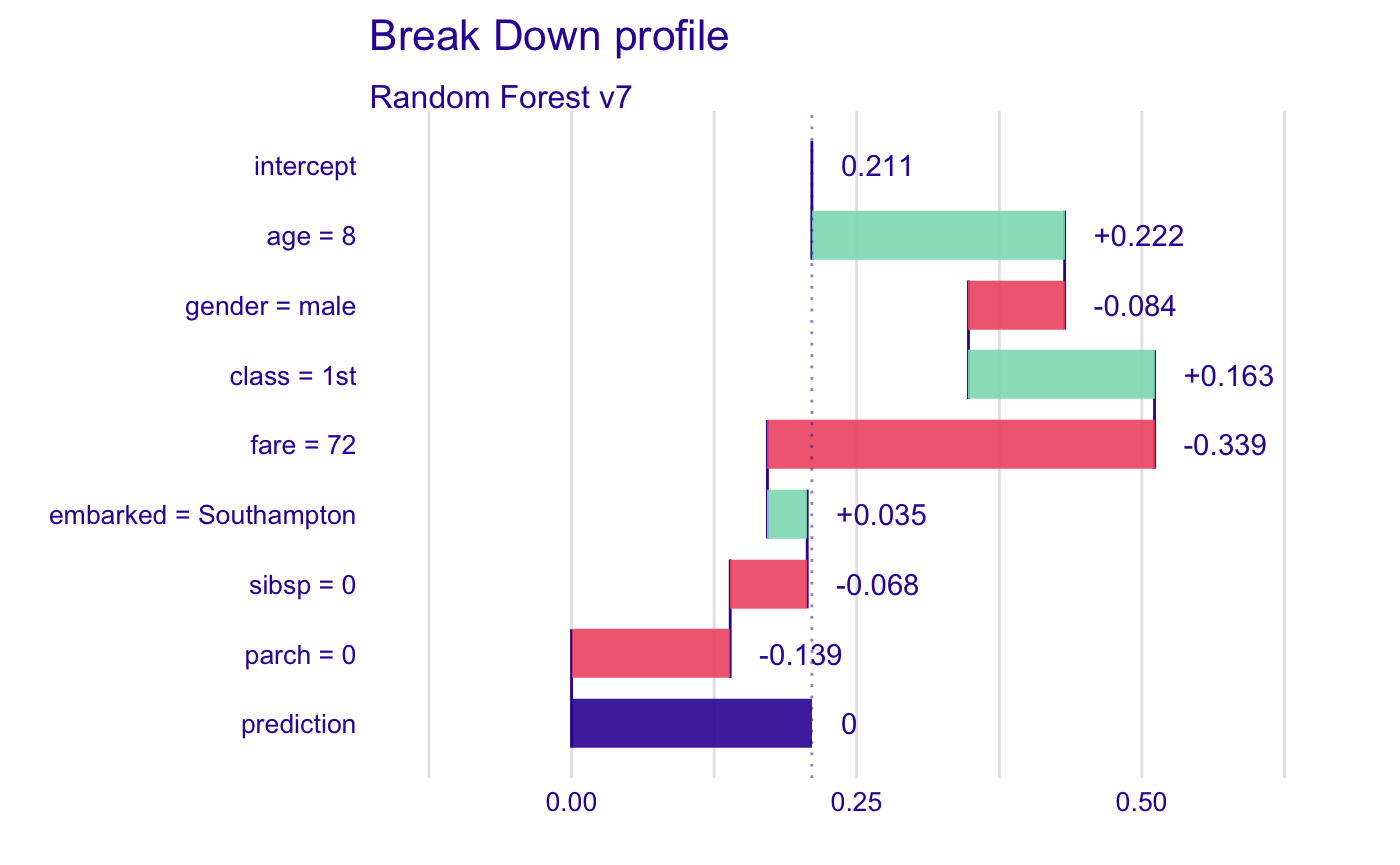 Break Down profile
Random Forest v7
intercept 0.211
age = 8 +0.222
gender = male -0.084
class = 1st +0.163
fare = 72 -0.339
embarked = Southampton +0.035
sibsp = 0 -0.068
parch = 0 -0.139
prediction 0
0.00 0.25 0.50